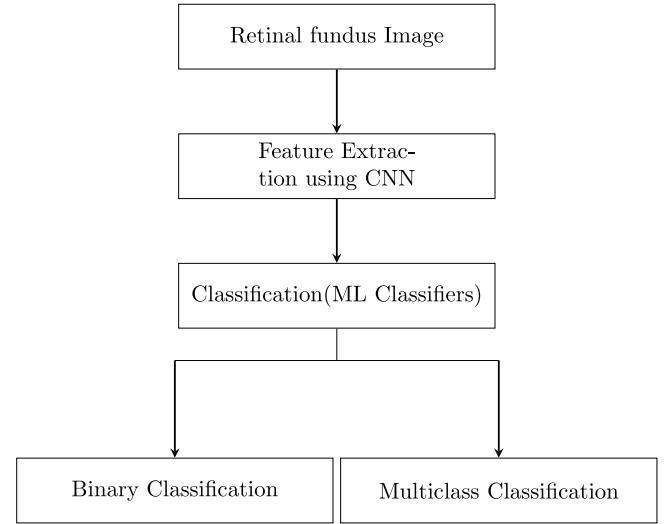 Retinal fundus Image
Feature Extrac-
tion using CNN
Classification(ML Classifiers)
Binary Classification
Multiclass Classification